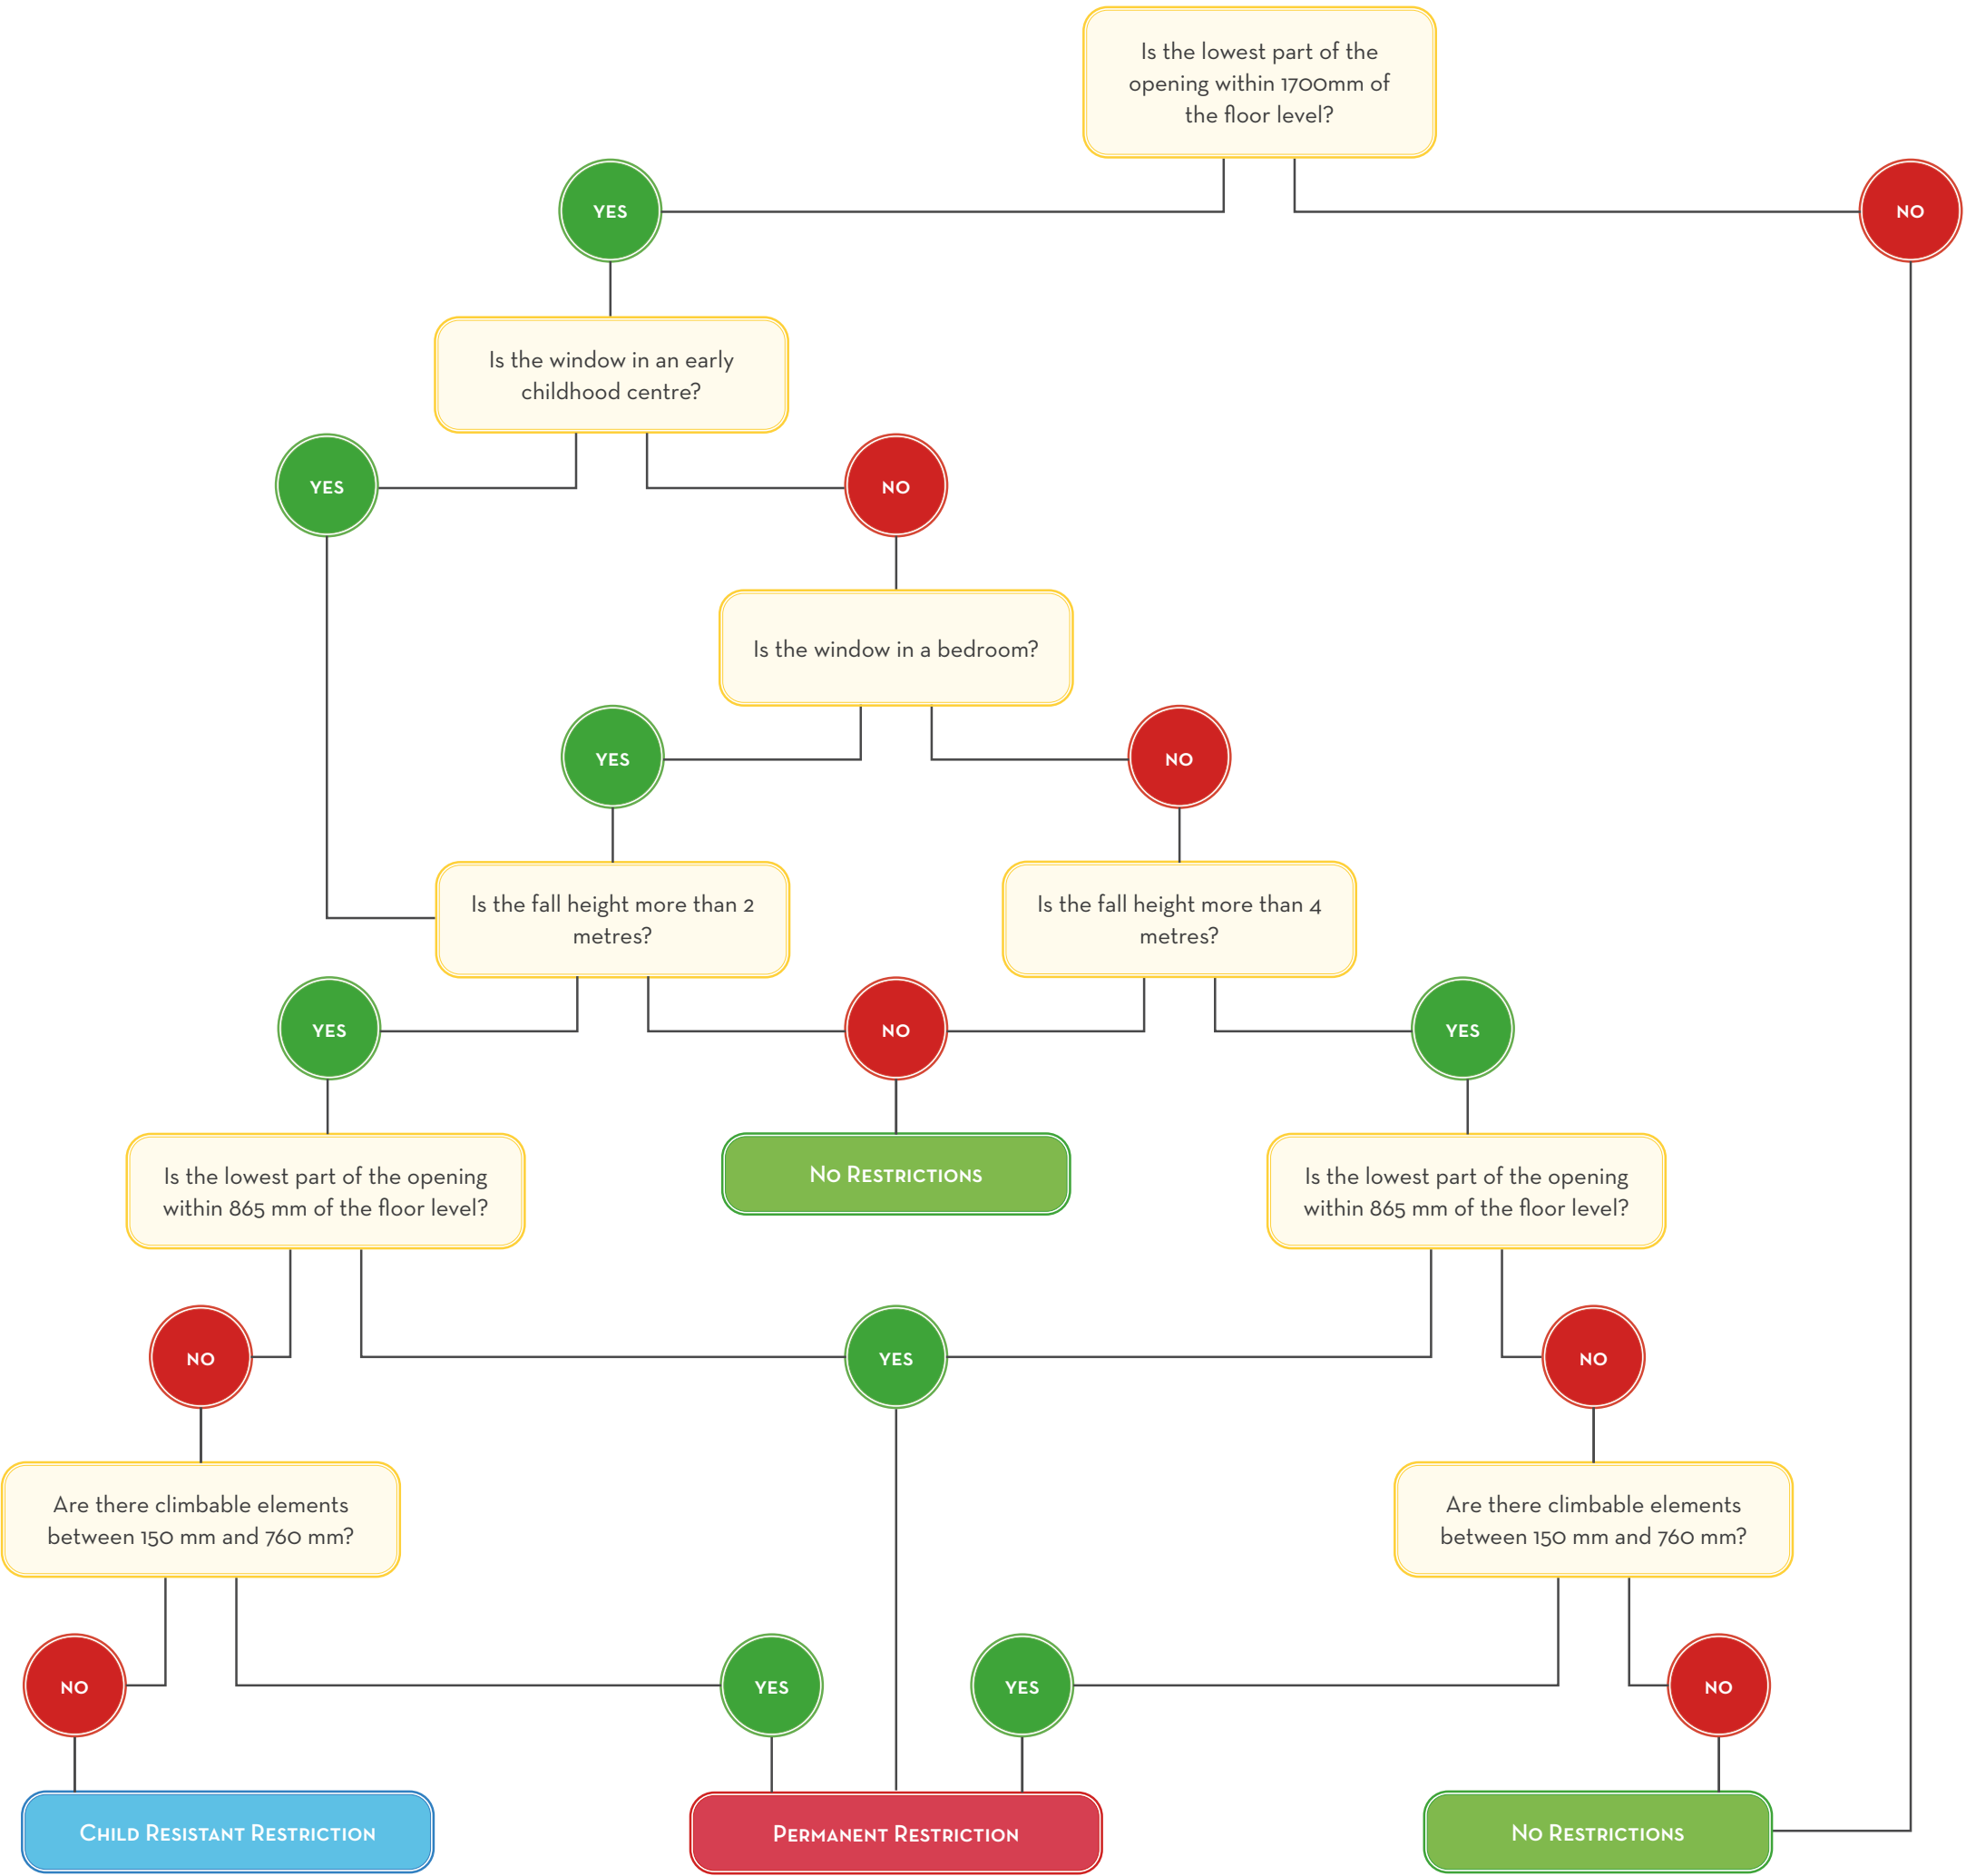 Is the lowest part of the
opening within 1700mm of
the floor level?
YES
NO
Is the window in an early
childhood centre?
YES
NO
Is the window in a bedroom?
YES
NO
Is the fall height more than 2
metres?
Is the fall height more than 4
metres?
YES
NO
YES
Is the lowest part of the opening
within 865 mm of the floor level?
No Restrictions
Is the lowest part of the opening
within 865 mm of the floor level?
NO
YES
NO
Are there climbable elements
between 150 mm and 760 mm?
Are there climbable elements
between 150 mm and 760 mm?
NO
YES
YES
NO
Child Resistant Restriction
Permanent Restriction
No Restrictions